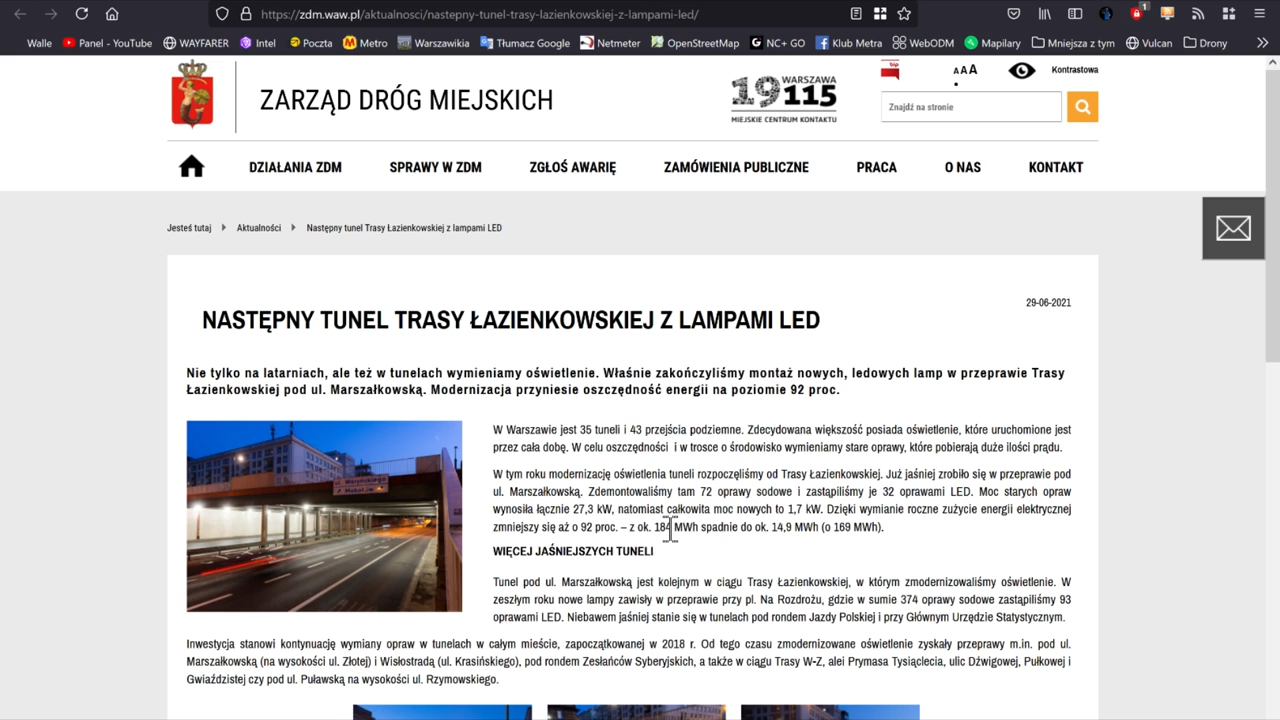 https://zdm.waw.pl/aktualnosci/nastepny-tunel-trasy-lazienkowskiej-z-lampami-led/
Walle Panel - YouTube WAYFARER Intel Poczta Metro Warszawikia Tłumacz Google Netmeter OpenStreetMap NC+ GO Klub Metra WebODM Mapilary Mniejsza z tym Vulcan Drony
ZARZĄD DRÓG MIEJSKICH
19115 WARSZAWA
MIEJSKIE CENTRUM KONTAKTU
bip
A A A
Kontrastowa
Znajdź na stronie
DZIAŁANIA ZDM SPRAWY W ZDM ZGŁOŚ AWARIĘ ZAMÓWIENIA PUBLICZNE PRACA O NAS KONTAKT
Jesteś tutaj Aktualności Następny tunel Trasy Łazienkowskiej z lampami LED
29-06-2021
NASTĘPNY TUNEL TRASY ŁAZIENKOWSKIEJ Z LAMPAMI LED
Nie tylko na latarniach, ale też w tunelach wymieniamy oświetlenie. Właśnie zakończyliśmy montaż nowych, ledowych lamp w przeprawie Trasy
Łazienkowskiej pod ul. Marszałkowską. Modernizacja przyniesie oszczędność energii na poziomie 92 proc.
W Warszawie jest 35 tuneli i 43 przejścia podziemne. Zdecydowana większość posiada oświetlenie, które uruchomione jest
przez cała dobę. W celu oszczędności i w trosce o środowisko wymieniamy stare oprawy, które pobierają duże ilości prądu.
W tym roku modernizację oświetlenia tuneli rozpoczęliśmy od Trasy Łazienkowskiej. Już jaśniej zrobiło się w przeprawie pod
ul. Marszałkowską. Zdemontowaliśmy tam 72 oprawy sodowe i zastąpiliśmy je 32 oprawami LED. Moc starych opraw
wynosiła łącznie 27,3 kW, natomiast całkowita moc nowych to 1,7 kW. Dzięki wymianie roczne zużycie energii elektrycznej
zmniejszy się aż o 92 proc. – z ok. 184 MWh spadnie do ok. 14,9 MWh (o 169 MWh).
WIĘCEJ JAŚNIEJSZYCH TUNELI
Tunel pod ul. Marszałkowską jest kolejnym w ciągu Trasy Łazienkowskiej, w którym zmodernizowaliśmy oświetlenie. W
zeszłym roku nowe lampy zawisły w przeprawie przy pl. Na Rozdrożu, gdzie w sumie 374 oprawy sodowe zastąpiliśmy 93
oprawami LED. Niebawem jaśniej stanie się w tunelach pod rondem Jazdy Polskiej i przy Głównym Urzędzie Statystycznym.
Inwestycja stanowi kontynuację wymiany opraw w tunelach w całym mieście, zapoczątkowanej w 2018 r. Od tego czasu zmodernizowane oświetlenie zyskały przeprawy m.in. pod ul.
Marszałkowską (na wysokości ul. Złotej) i Wisłostradą (ul. Krasińskiego), pod rondem Zesłańców Syberyjskich, a także w ciągu Trasy W-Z, alei Prymasa Tysiąclecia, ulic Dźwigowej, Pułkowej i
Gwiaździstej czy pod ul. Puławską na wysokości ul. Rzymowskiego.